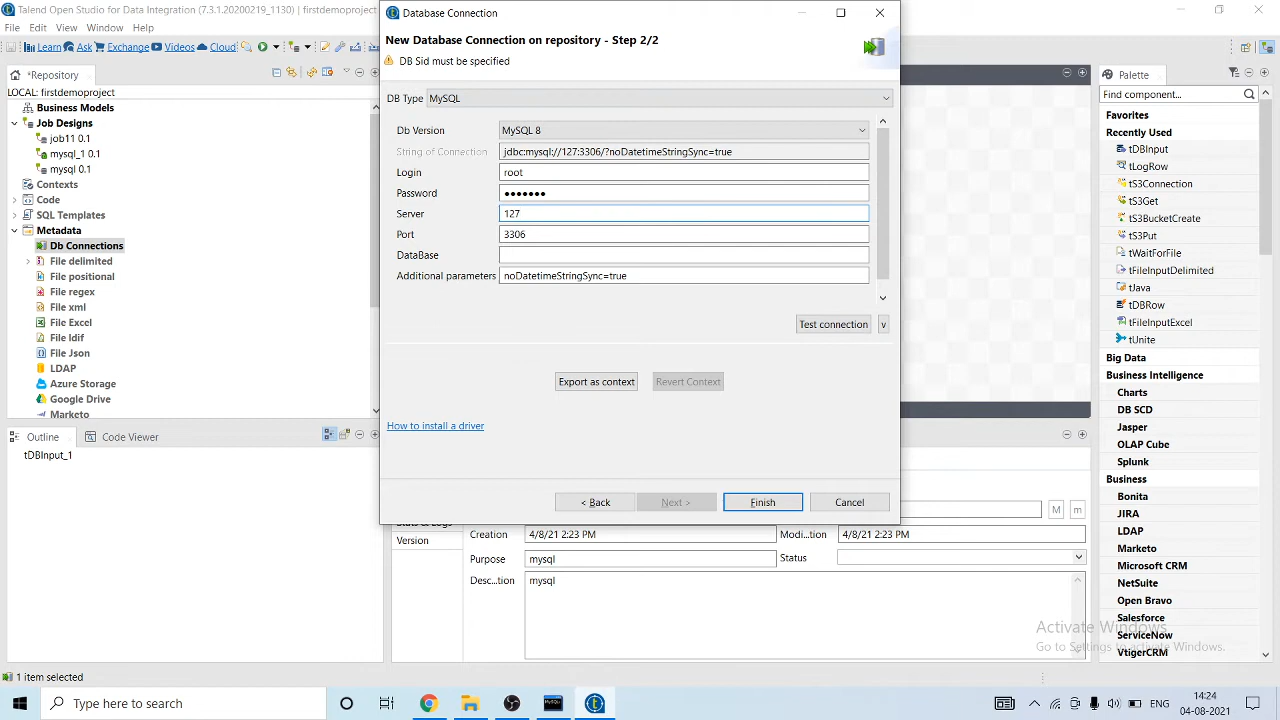 Talend Open Studio for Data Integration (7.3.1.20200219_1130) | firstdemoproject
File Edit View Window Help
Learn Ask Exchange Videos Cloud
*Repository
LOCAL: firstdemoproject
Business Models
Job Designs
job11 0.1
mysql_1 0.1
mysql 0.1
Contexts
Code
SQL Templates
Metadata
Db Connections
File delimited
File positional
File regex
File xml
File Excel
File ldif
File Json
LDAP
Azure Storage
Google Drive
Marketo
Outline
Code Viewer
tDBInput_1
Database Connection
New Database Connection on repository - Step 2/2
DB Sid must be specified
DB Type MySQL
Db Version MySQL 8
String of Connection jdbc:mysql://127:3306/?noDatetimeStringSync=true
Login root
Password •••••••
Server 127
Port 3306
DataBase
Additional parameters noDatetimeStringSync=true
Test connection v
Export as context Revert Context
How to install a driver
< Back Next > Finish Cancel
Stats & Logs
Version
M m
Creation 4/8/21 2:23 PM Modi...tion 4/8/21 2:23 PM
Purpose mysql Status
Desc...tion mysql
Palette
Find component...
Favorites
Recently Used
tDBInput
tLogRow
tS3Connection
tS3Get
tS3BucketCreate
tS3Put
tWaitForFile
tFileInputDelimited
tJava
tDBRow
tFileInputExcel
tUnite
Big Data
Business Intelligence
Charts
DB SCD
Jasper
OLAP Cube
Splunk
Business
Bonita
JIRA
LDAP
Marketo
Microsoft CRM
NetSuite
Open Bravo
Salesforce
ServiceNow
VtigerCRM
Activate Windows
Go to Settings to activate Windows.
1 item selected
Type here to search
ENG
14:24
04-08-2021